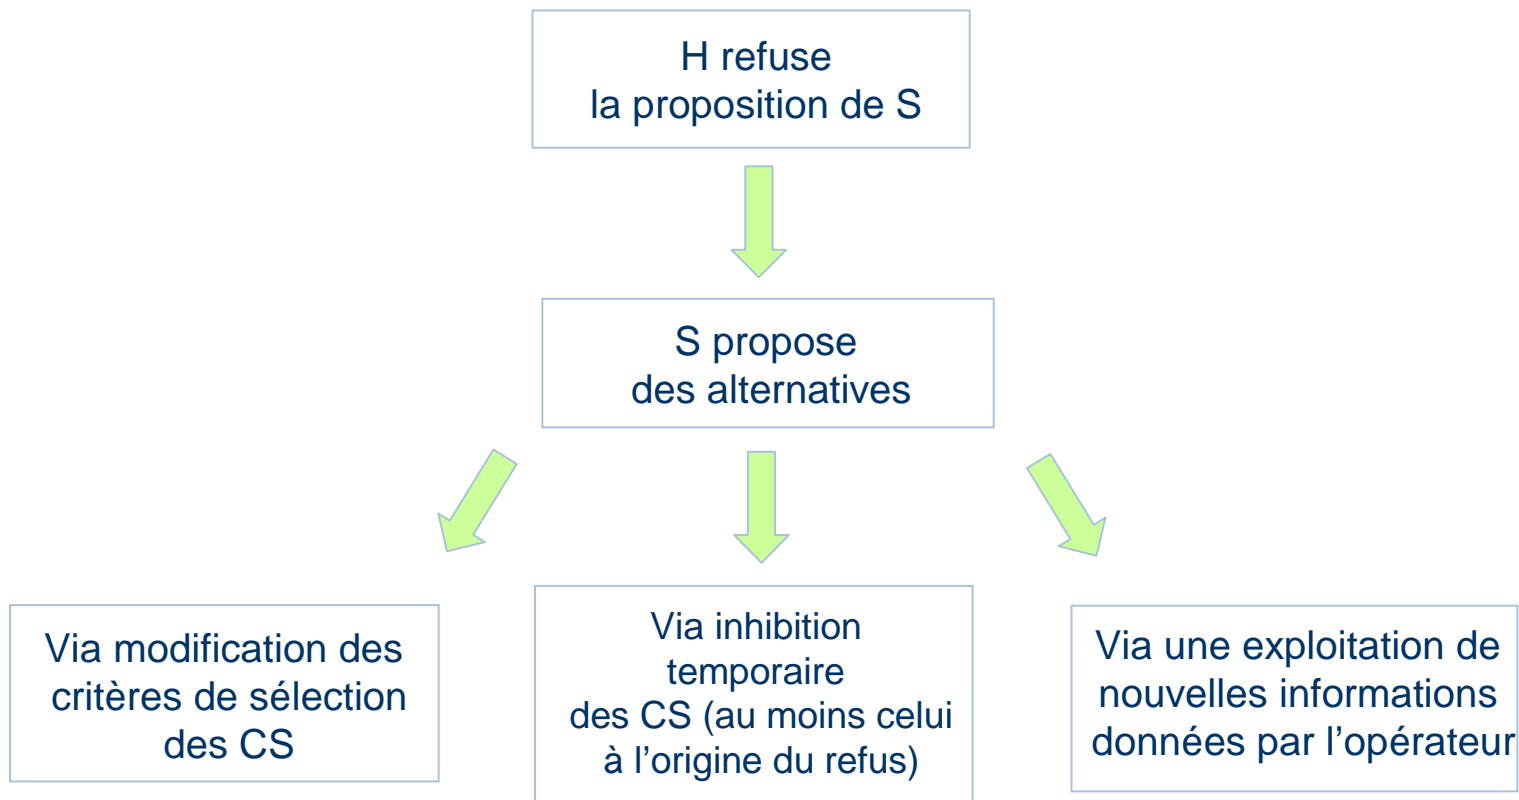 H refuse
la proposition de S
S propose
des alternatives
Via modification des
critères de sélection
des CS
Via inhibition
temporaire
des CS (au moins celui
à l’origine du refus)
Via une exploitation de
nouvelles informations
données par l’opérateur